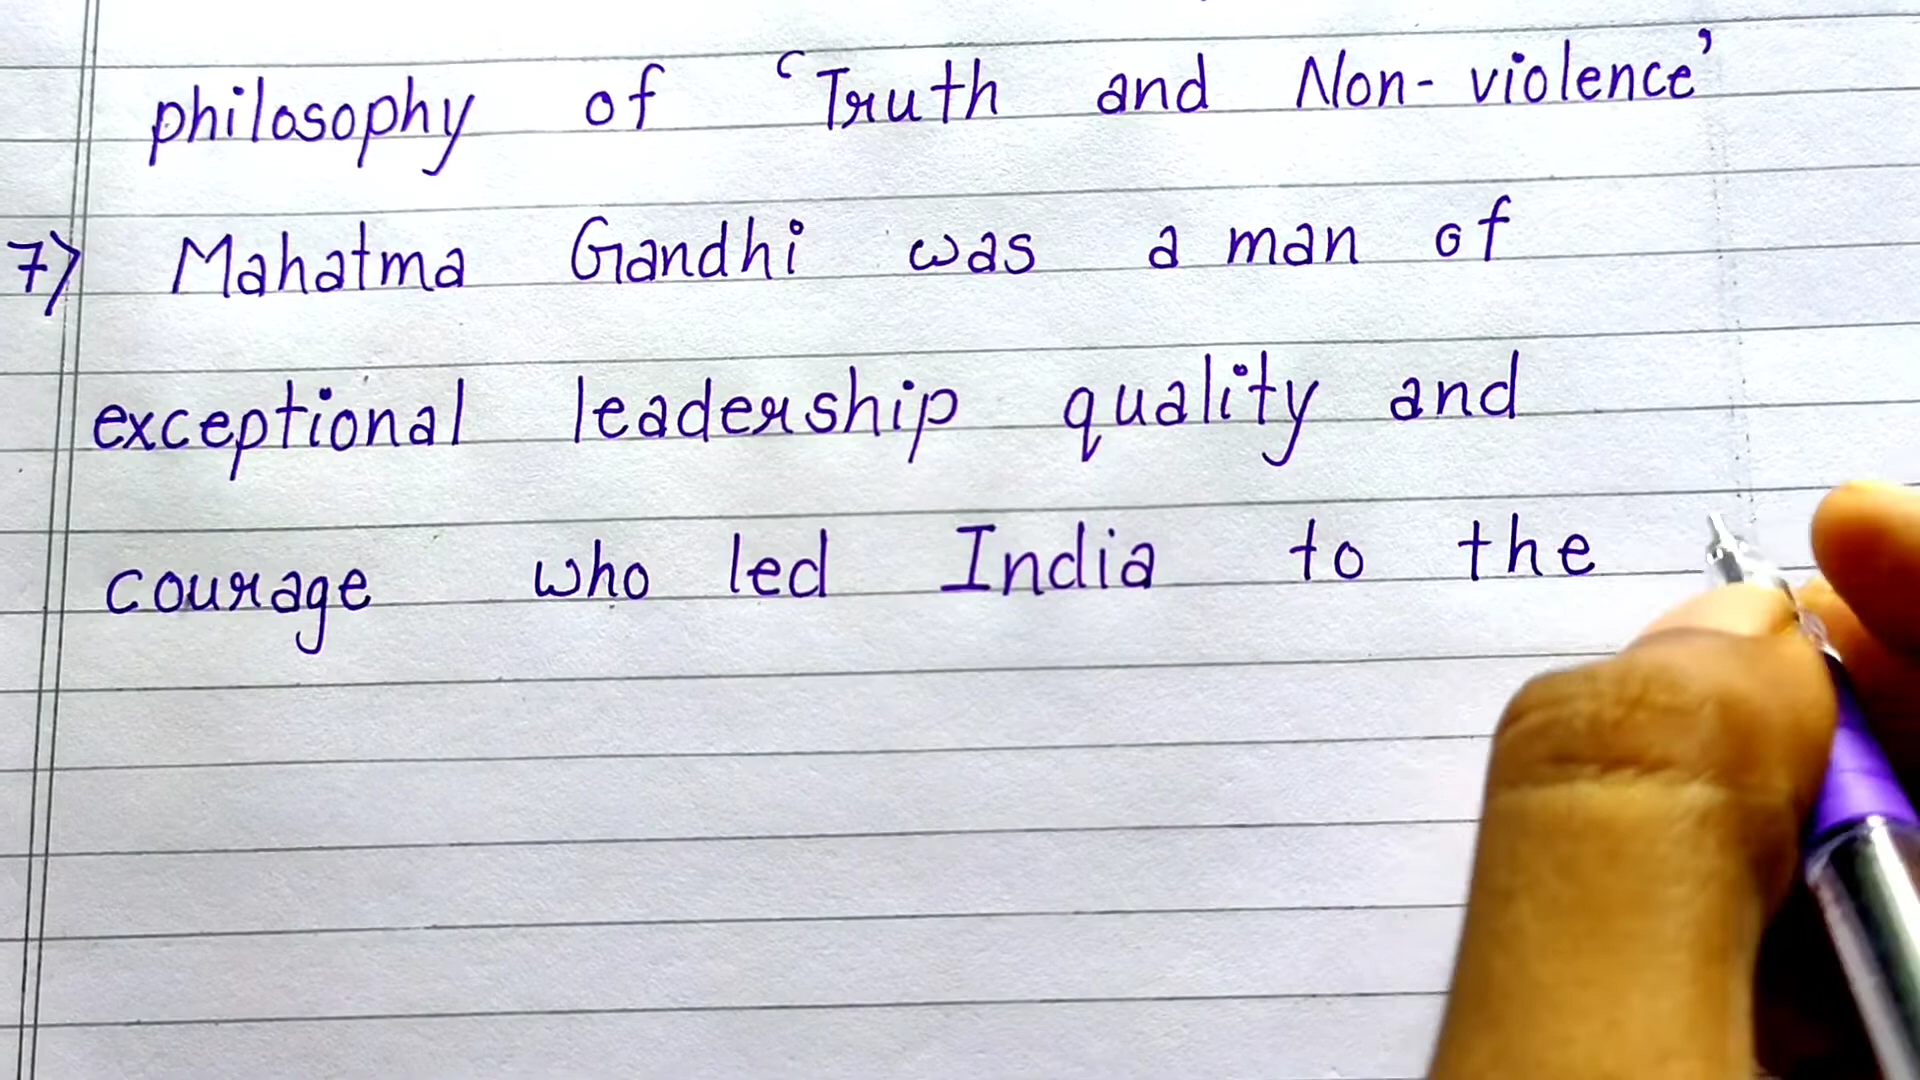 philosophy of ‘Truth and Non-violence’
7) Mahatma Gandhi was a man of
exceptional leadership quality and
courage who led India to the